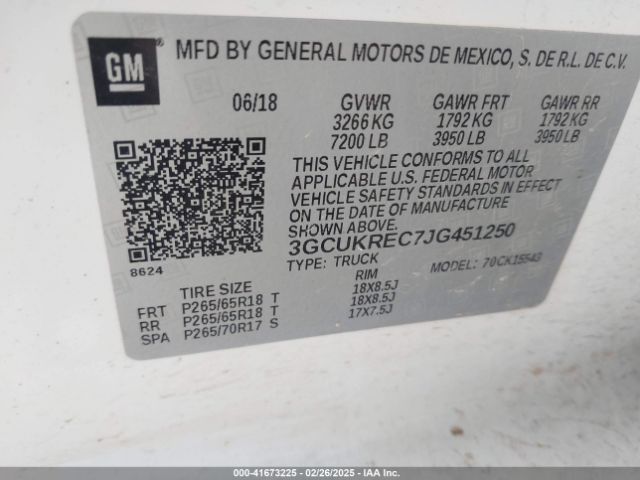 GM
MFD BY GENERAL MOTORS DE MEXICO, S. DE R.L. DE C.V.
06/18 GVWR GAWR FRT GAWR RR
3266 KG 1792 KG 1792 KG
7200 LB 3950 LB 3950 LB
THIS VEHICLE CONFORMS TO ALL
APPLICABLE U.S. FEDERAL MOTOR
VEHICLE SAFETY STANDARDS IN EFFECT
ON THE DATE OF MANUFACTURE
SHOWN ABOVE.
3GCUKREC7JG451250
8624
TYPE: TRUCK MODEL: 70CK15543
TIRE SIZE RIM
FRT P265/65R18 T 18X8.5J
RR P265/65R18 T 18X8.5J
SPA P265/70R17 S 17X7.5J
000-41673225 - 02/26/2025 - IAA Inc.